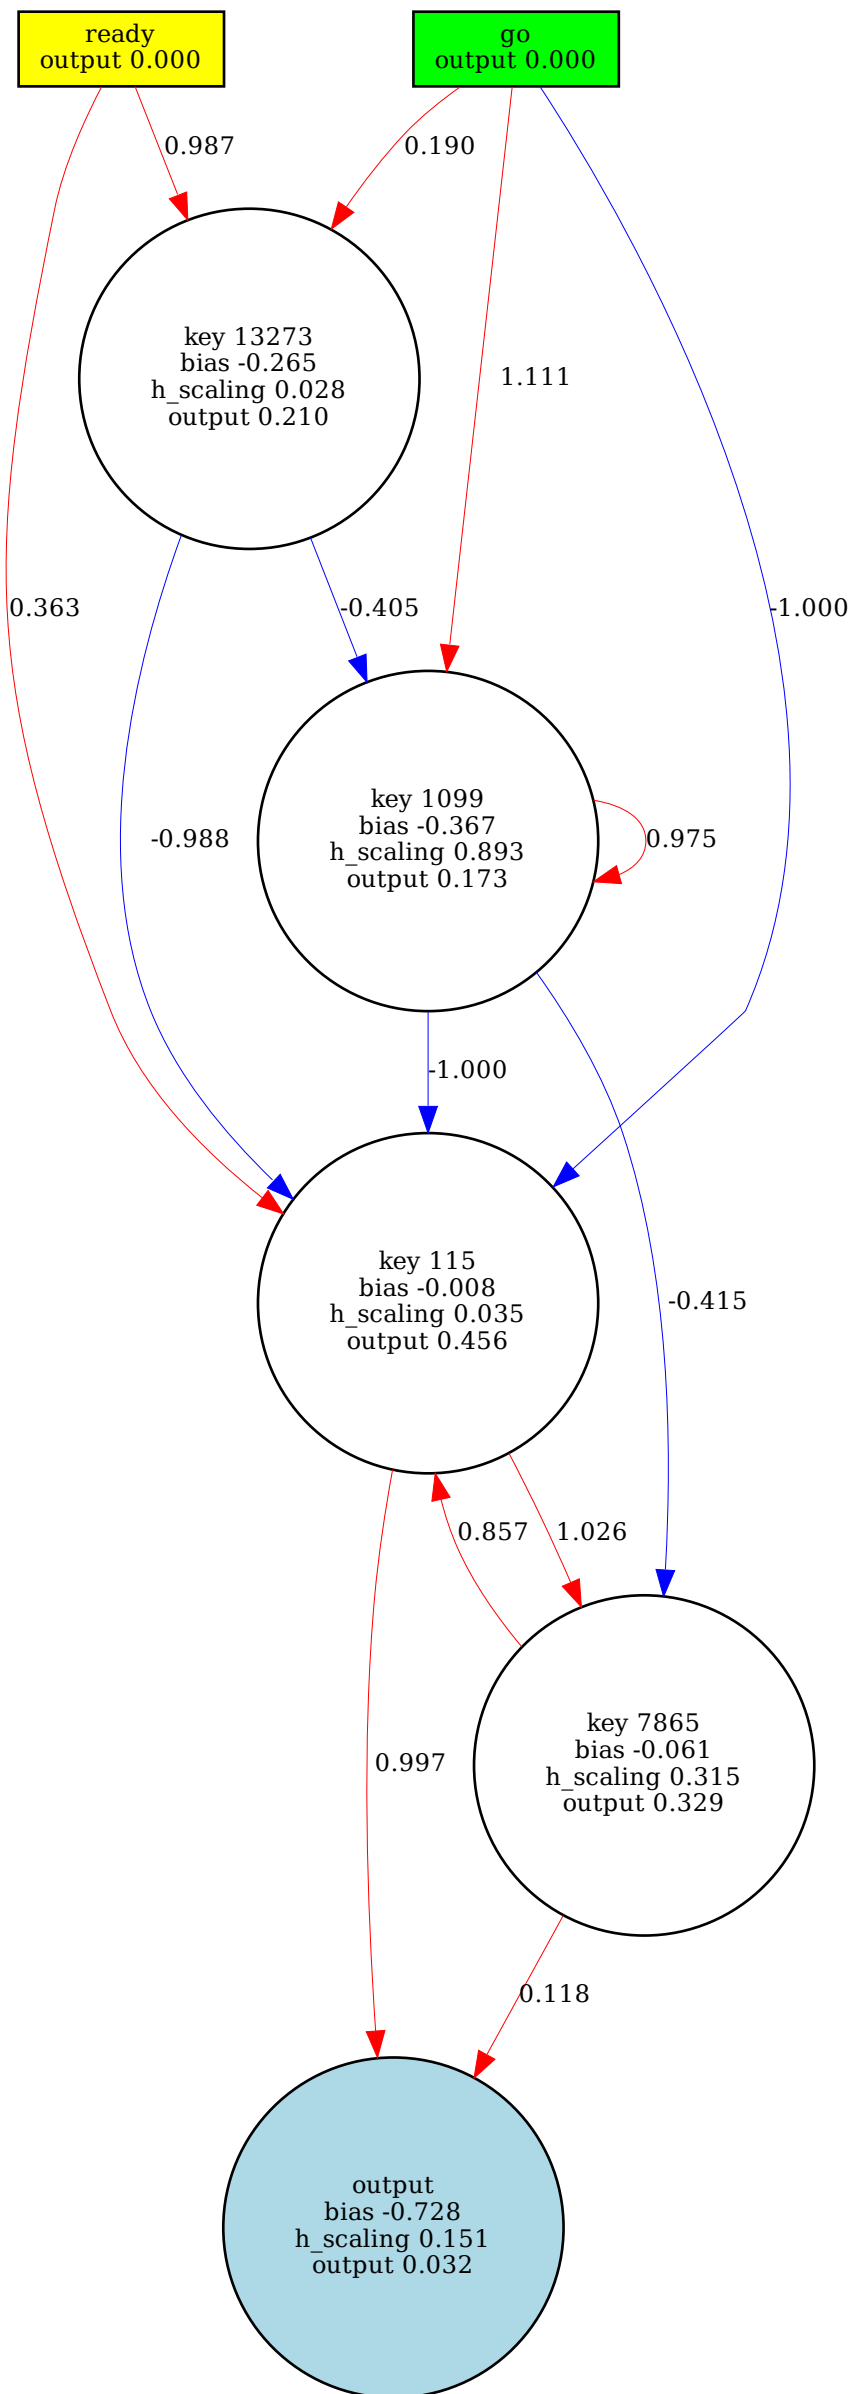 ready
output 0.000
go
output 0.000
0.987
0.190
key 13273
bias -0.265
h_scaling 0.028
output 0.210
1.111
0.363
-0.405
-1.000
key 1099
bias -0.367
h_scaling 0.893
output 0.173
-0.988
0.975
-1.000
key 115
bias -0.008
h_scaling 0.035
output 0.456
-0.415
0.857
1.026
key 7865
bias -0.061
h_scaling 0.315
output 0.329
0.997
0.118
output
bias -0.728
h_scaling 0.151
output 0.032